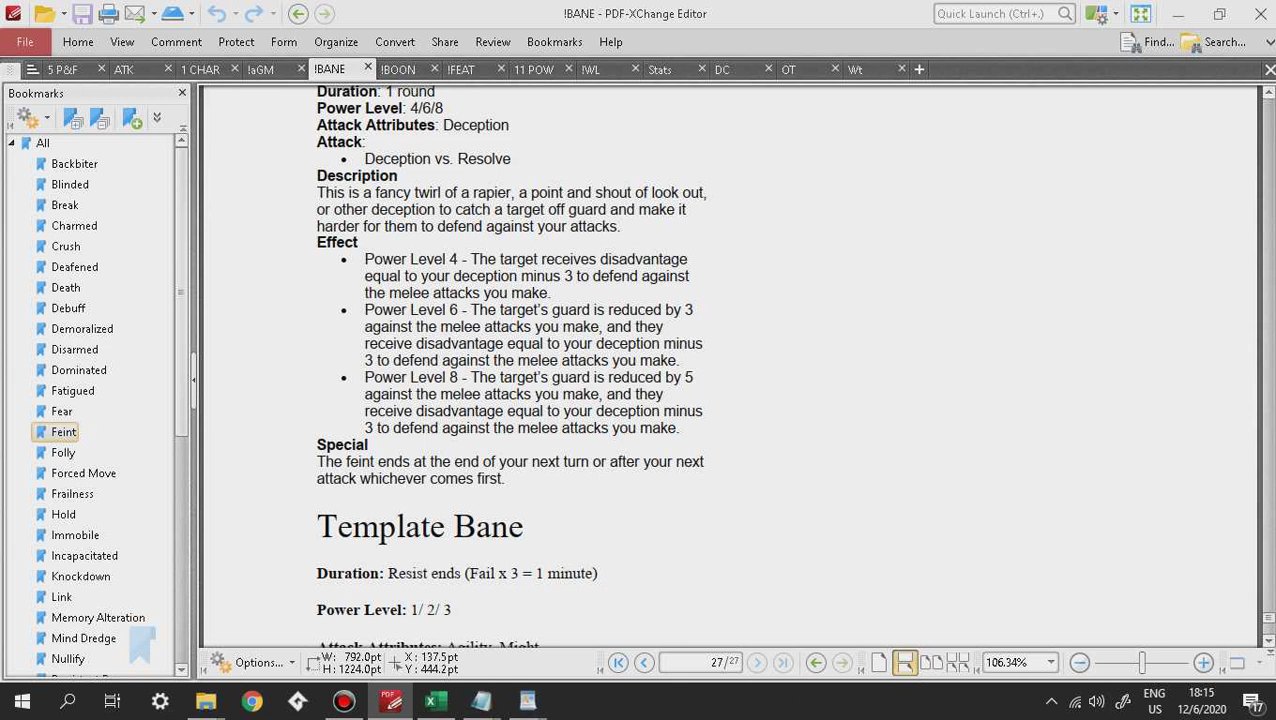 !BANE - PDF-XChange Editor
Quick Launch (Ctrl+.)
File Home View Comment Protect Form Organize Convert Share Review Bookmarks Help
Find... Search...
5 P&F ATK 1 CHAR !aGM !BANE !BOON !FEAT 11 POW !WL Stats DC OT Wt
Bookmarks
All
Backbiter
Blinded
Break
Charmed
Crush
Deafened
Death
Debuff
Demoralized
Disarmed
Dominated
Fatigued
Fear
Feint
Folly
Forced Move
Frailness
Hold
Immobile
Incapacitated
Knockdown
Link
Memory Alteration
Mind Dredge
Nullify
Duration: 1 round
Power Level: 4/6/8
Attack Attributes: Deception
Attack:
• Deception vs. Resolve
Description
This is a fancy twirl of a rapier, a point and shout of look out,
or other deception to catch a target off guard and make it
harder for them to defend against your attacks.
Effect
• Power Level 4 - The target receives disadvantage
equal to your deception minus 3 to defend against
the melee attacks you make.
• Power Level 6 - The target's guard is reduced by 3
against the melee attacks you make, and they
receive disadvantage equal to your deception minus
3 to defend against the melee attacks you make.
• Power Level 8 - The target's guard is reduced by 5
against the melee attacks you make, and they
receive disadvantage equal to your deception minus
3 to defend against the melee attacks you make.
Special
The feint ends at the end of your next turn or after your next
attack whichever comes first.
Template Bane
Duration: Resist ends (Fail x 3 = 1 minute)
Power Level: 1/ 2/ 3
Attack Attributes: Agility, Might
Options...
W: 792.0pt X: 137.5pt
H: 1224.0pt Y: 444.2pt
27/27
106.34%
PDF
ENG 18:15
US 12/6/2020
17